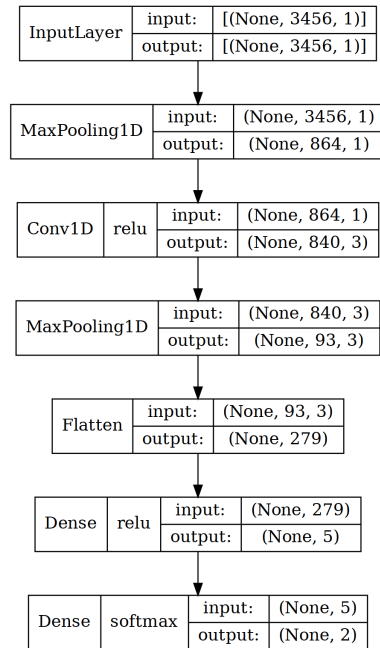 InputLayer input: [(None, 3456, 1)]
output: [(None, 3456, 1)]
MaxPooling1D input: (None, 3456, 1)
output: (None, 864, 1)
Conv1D relu input: (None, 864, 1)
output: (None, 840, 3)
MaxPooling1D input: (None, 840, 3)
output: (None, 93, 3)
Flatten input: (None, 93, 3)
output: (None, 279)
Dense relu input: (None, 279)
output: (None, 5)
Dense softmax input: (None, 5)
output: (None, 2)